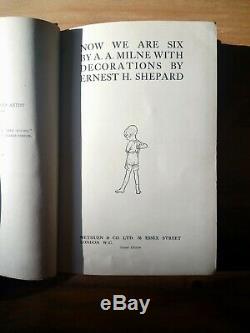 NOW WE ARE SIX
BY A. A. MILNE WITH
DECORATIONS BY
ERNEST H. SHEPARD
METHUEN & CO. LTD. 36 ESSEX STREET
LONDON W.C.